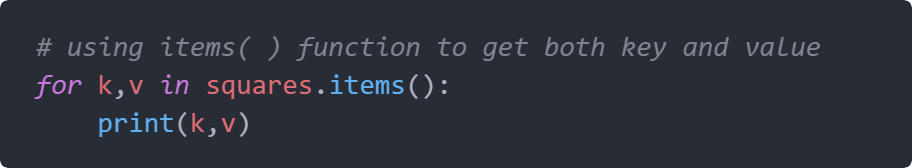 # using items( ) function to get both key and value
for k,v in squares.items():
    print(k,v)